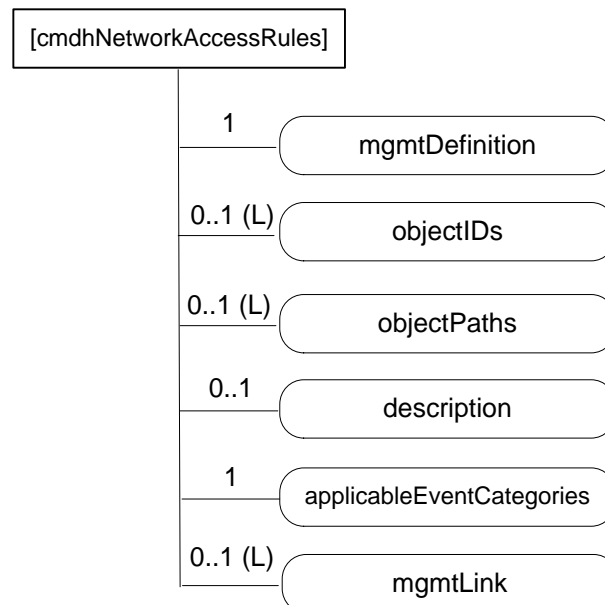 [cmdhNetworkAccessRules]
1
mgmtDefinition
0..1 (L)
objectIDs
0..1 (L)
objectPaths
0..1
description
1
applicableEventCategories
0..1 (L)
mgmtLink